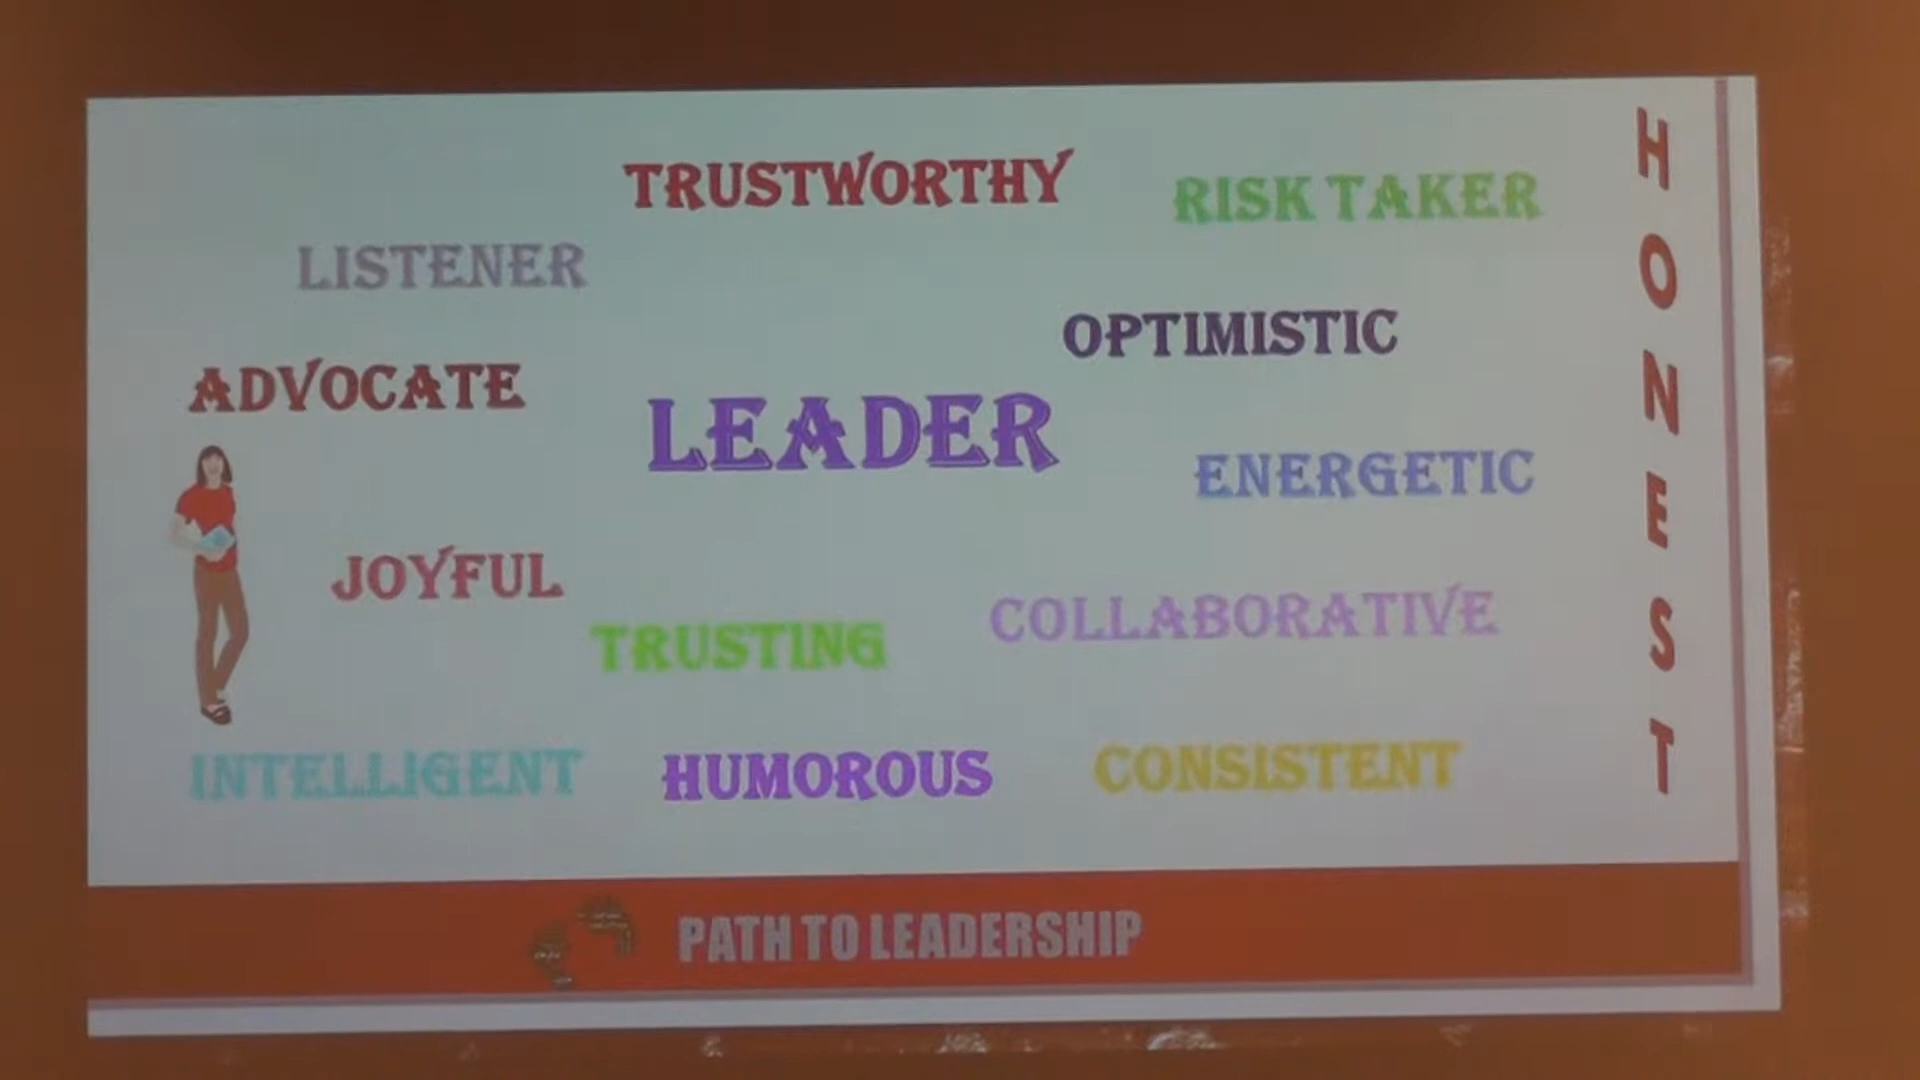 TRUSTWORTHY
RISK TAKER
LISTENER
OPTIMISTIC
ADVOCATE
LEADER
ENERGETIC
JOYFUL
TRUSTING
COLLABORATIVE
INTELLIGENT
HUMOROUS
CONSISTENT
HONEST
PATH TO LEADERSHIP